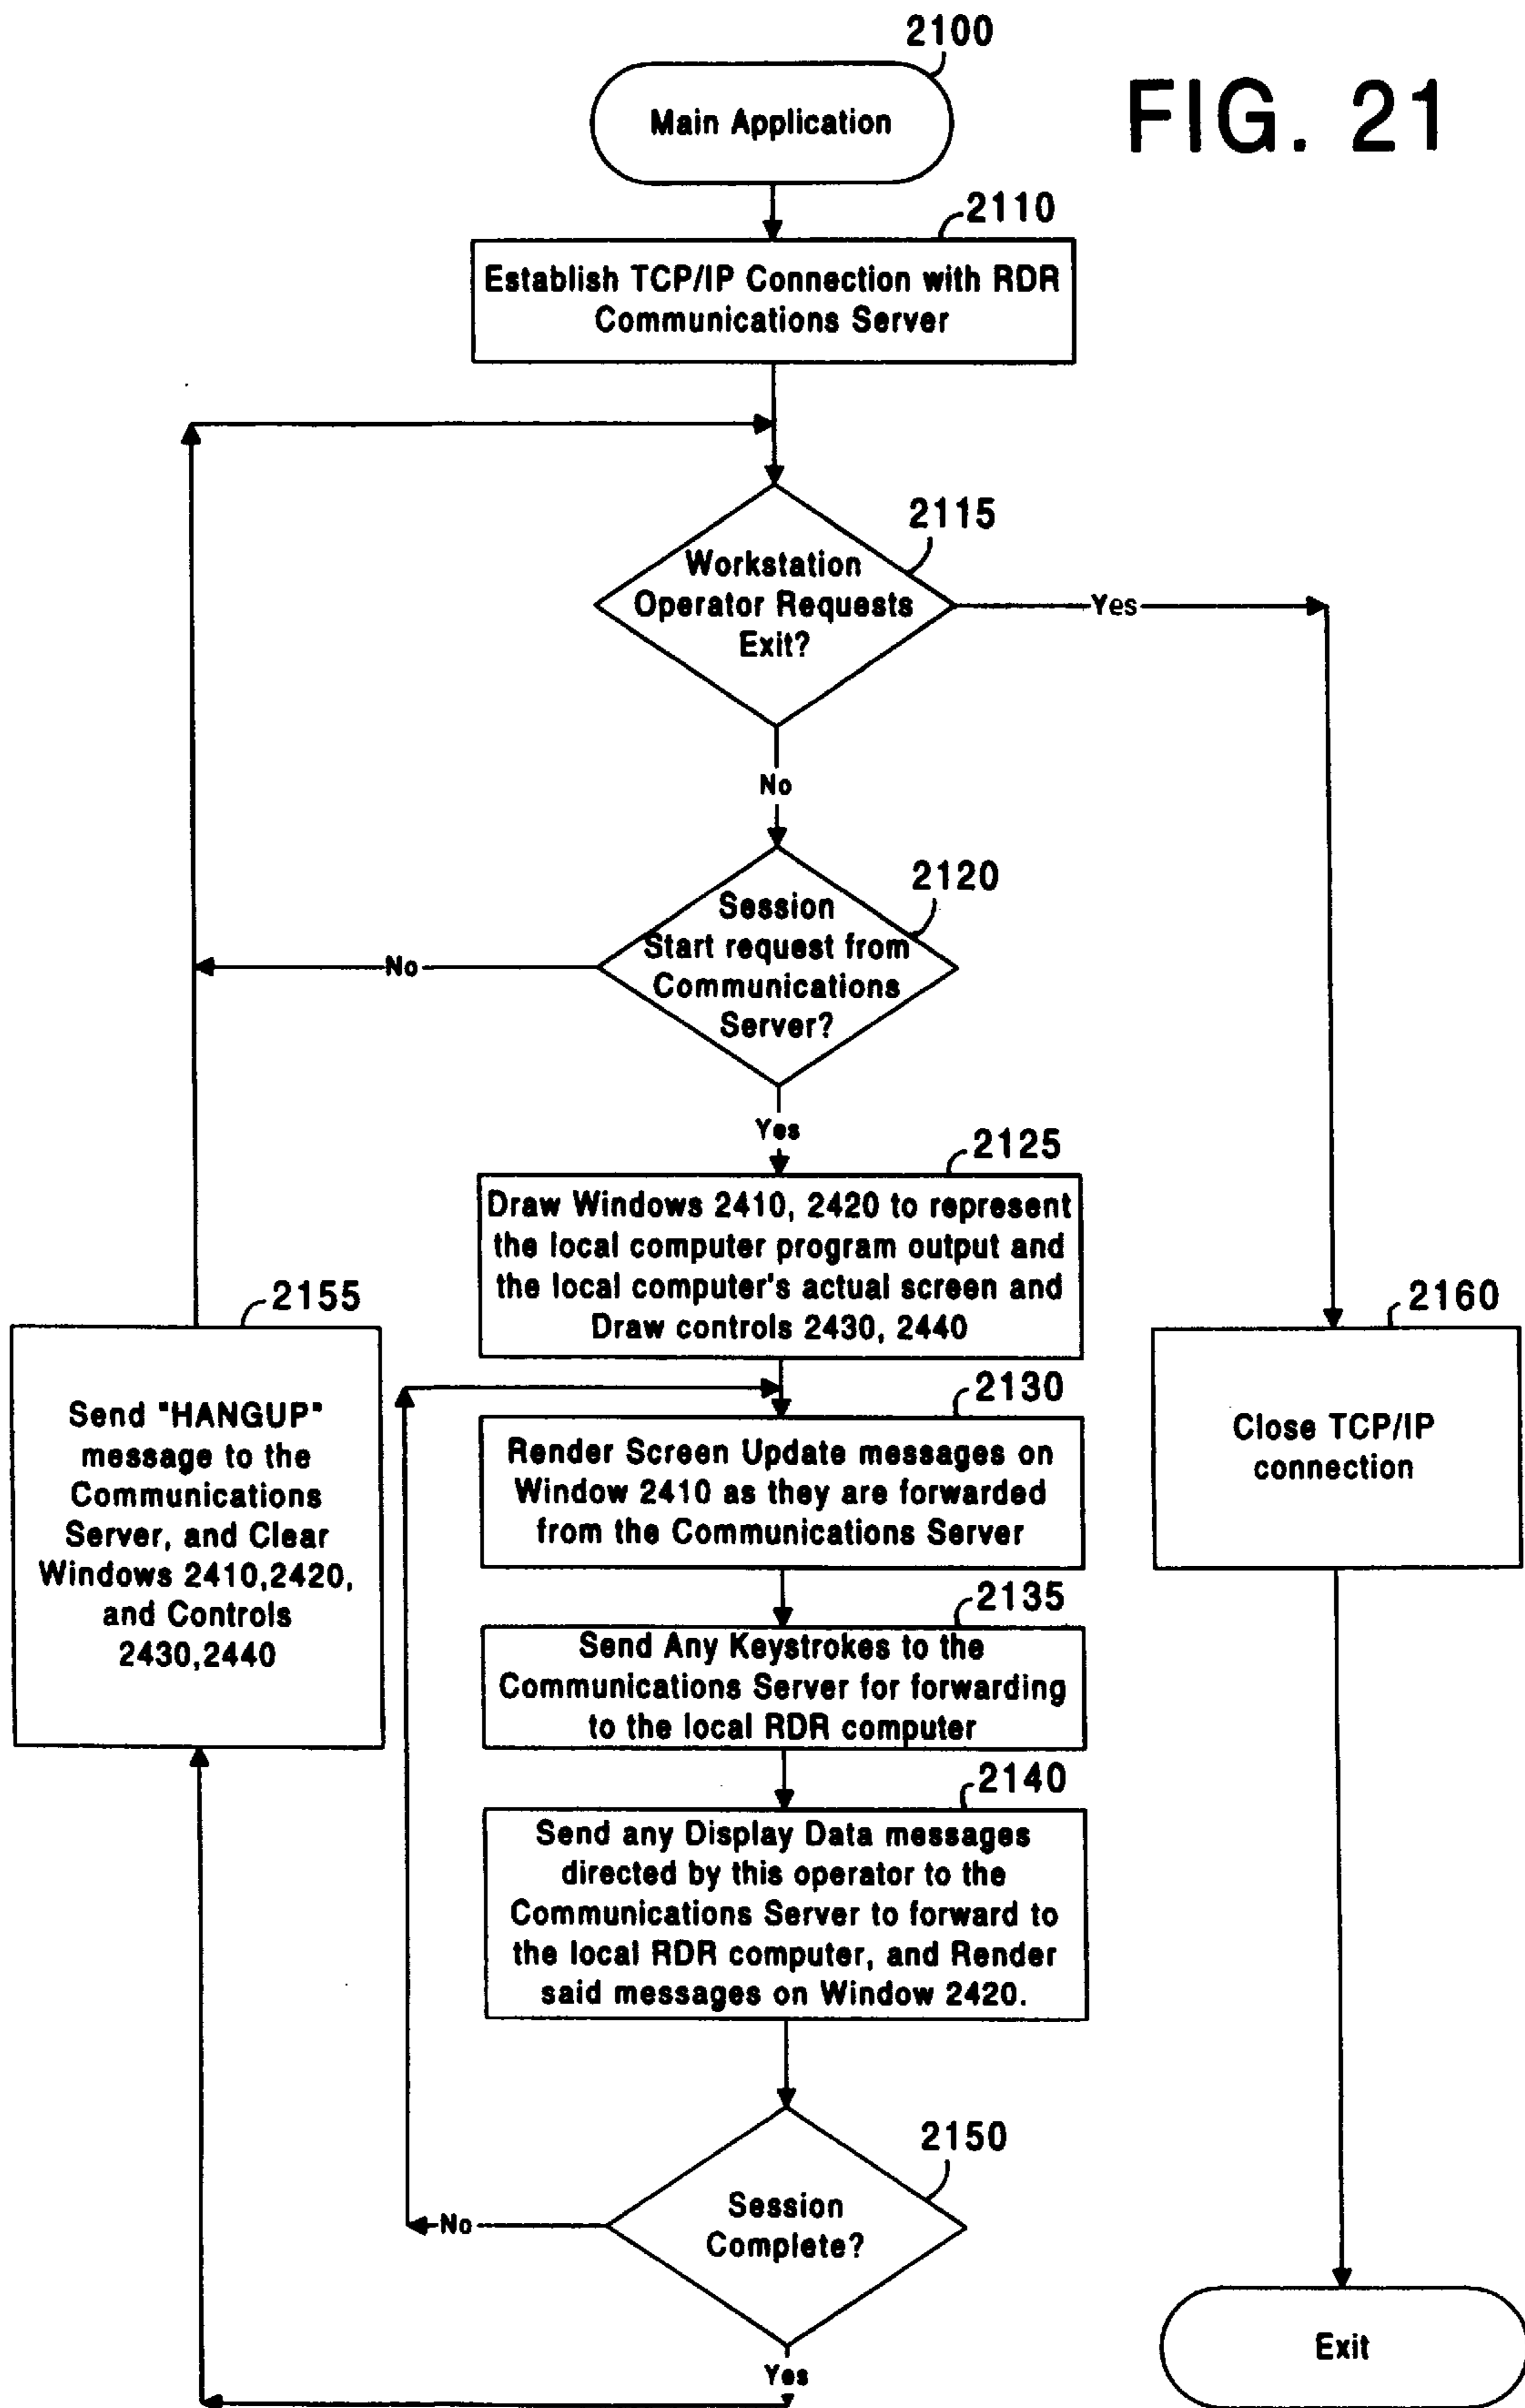 2100
FIG. 21
Main Application
2110
Establish TCP/IP Connection with RDR
Communications Server
2115
Workstation
Operator Requests
Exit?
Yes
No
2120
Session
Start request from
Communications
Server?
No
Yes
2125
Draw Windows 2410, 2420 to represent
the local computer program output and
the local computer's actual screen and
Draw controls 2430, 2440
2155
Send "HANGUP"
message to the
Communications
Server, and Clear
Windows 2410,2420,
and Controls
2430,2440
2160
Close TCP/IP
connection
2130
Render Screen Update messages on
Window 2410 as they are forwarded
from the Communications Server
2135
Send Any Keystrokes to the
Communications Server for forwarding
to the local RDR computer
2140
Send any Display Data messages
directed by this operator to the
Communications Server to forward to
the local RDR computer, and Render
said messages on Window 2420.
2150
Session
Complete?
No
Yes
Exit